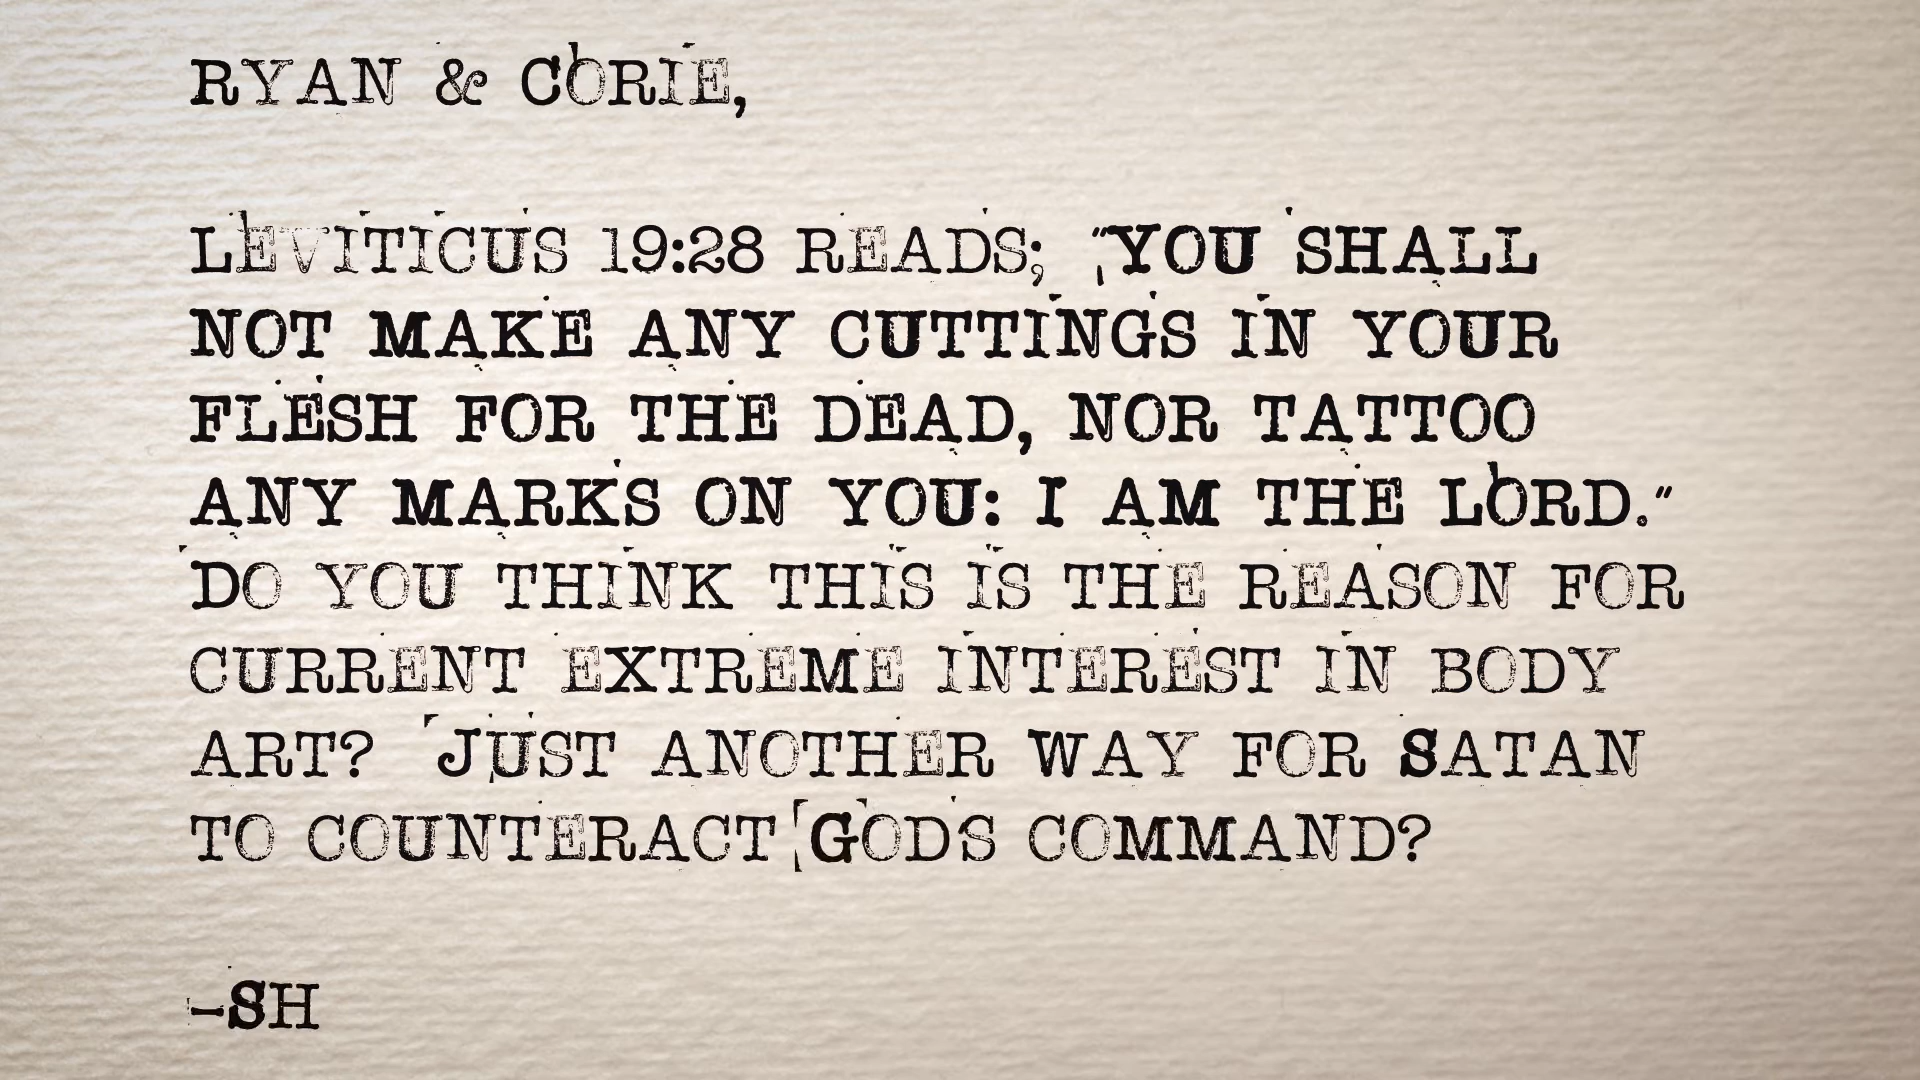 RYAN & CORIE,
LEVITICUS 19:28 READS; "YOU SHALL
NOT MAKE ANY CUTTINGS IN YOUR
FLESH FOR THE DEAD, NOR TATTOO
ANY MARKS ON YOU: I AM THE LORD."
DO YOU THINK THIS IS THE REASON FOR
CURRENT EXTREME INTEREST IN BODY
ART? JUST ANOTHER WAY FOR SATAN
TO COUNTERACT GOD'S COMMAND?
-SH